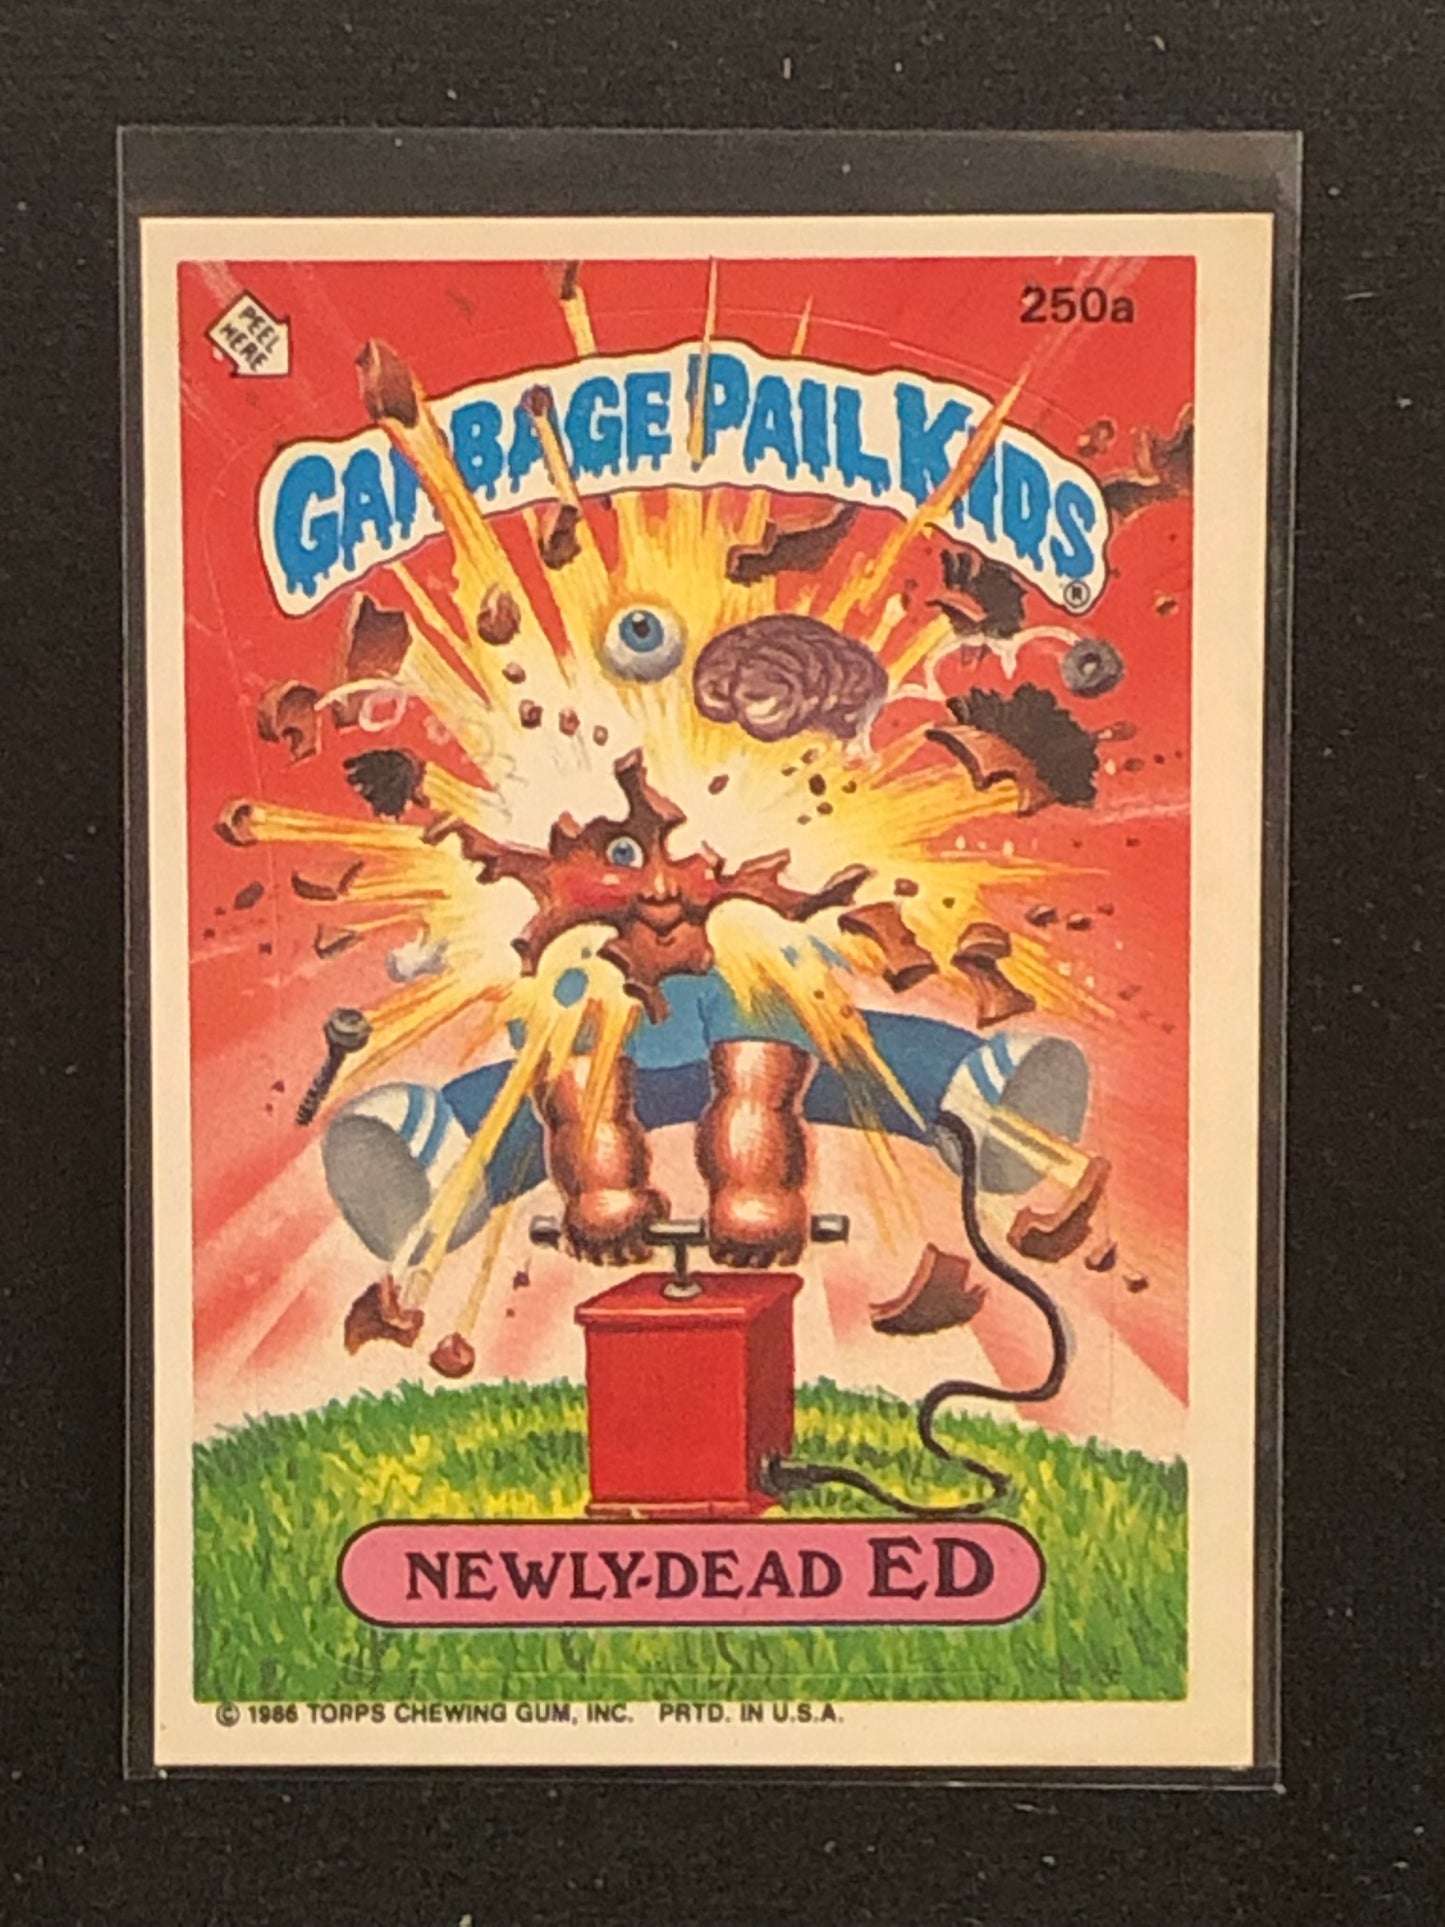 PEEL
HERE
250a
GARBAGE PAIL KIDS
®
NEWLY-DEAD ED
© 1986 TOPPS CHEWING GUM, INC. PRTD. IN U.S.A.